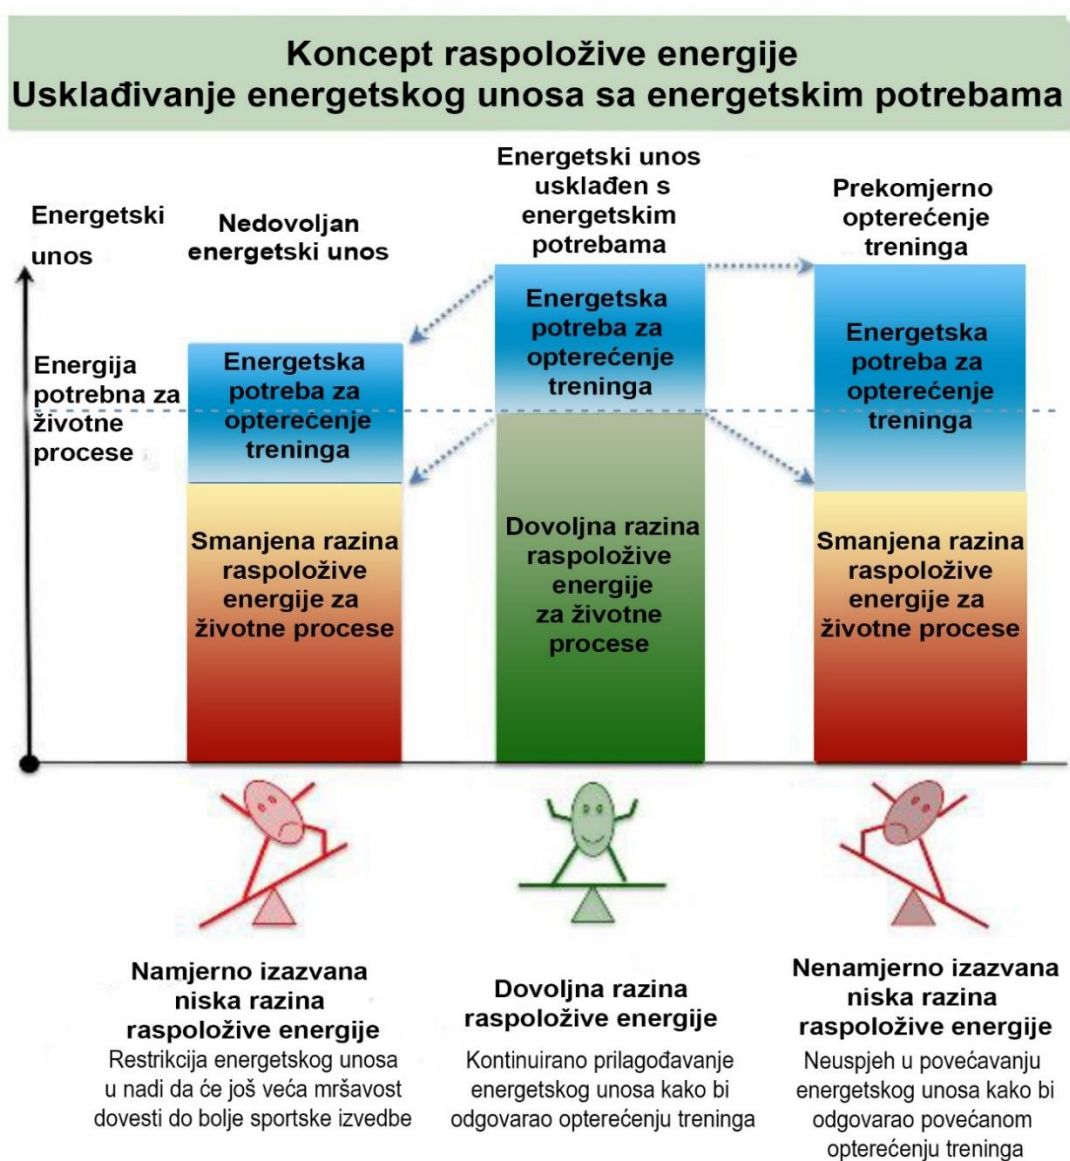 Koncept raspoložive energije
Usklađivanje energetskog unosa sa energetskim potrebama
Energetski
unos
Nedovoljan
energetski unos
Energetski unos
usklađen s
energetskim
potrebama
Prekomjerno
opterećenje
treninga
Energija
potrebna za
životne
procese
Energetska
potreba za
opterećenje
treninga
Energetska
potreba za
opterećenje
treninga
Energetska
potreba za
opterećenje
treninga
Smanjena razina
raspoložive
energije za
životne procese
Dovoljna razina
raspoložive
energije
za životne
procese
Smanjena razina
raspoložive
energije za
životne procese
Namjerno izazvana
niska razina
raspoložive energije
Restrikcija energetskog unosa
u nadi da će još veća mršavost
dovesti do bolje sportske izvedbe
Dovoljna razina
raspoložive energije
Kontinuirano prilagođavanje
energetskog unosa kako bi
odgovarao opterećenju treninga
Nenamjerno izazvana
niska razina
raspoložive energije
Neuspjeh u povećavanju
energetskog unosa kako bi
odgovarao povećanom
opterećenju treninga